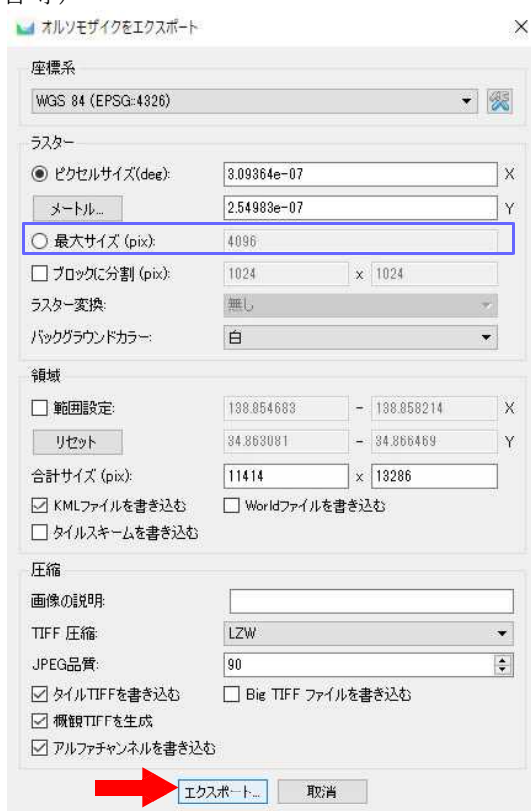 オルソモザイクをエクスポート
座標系
WGS 84 (EPSG:4326)
ラスター
ピクセルサイズ(deg): 3.09364e-07 X
メートル... 2.54983e-07 Y
最大サイズ (pix): 4096
ブロックに分割 (pix): 1024 x 1024
ラスター変換: 無し
バックグラウンドカラー: 白
領域
範囲設定: 138.854683 - 138.858214 X
リセット 34.863081 - 34.866469 Y
合計サイズ (pix): 11414 x 13286
KMLファイルを書き込む Worldファイルを書き込む
タイルスキームを書き込む
圧縮
画像の説明:
TIFF 圧縮: LZW
JPEG品質: 90
タイルTIFFを書き込む Big TIFF ファイルを書き込む
概観TIFFを生成
アルファチャンネルを書き込む
エクスポート... 取消